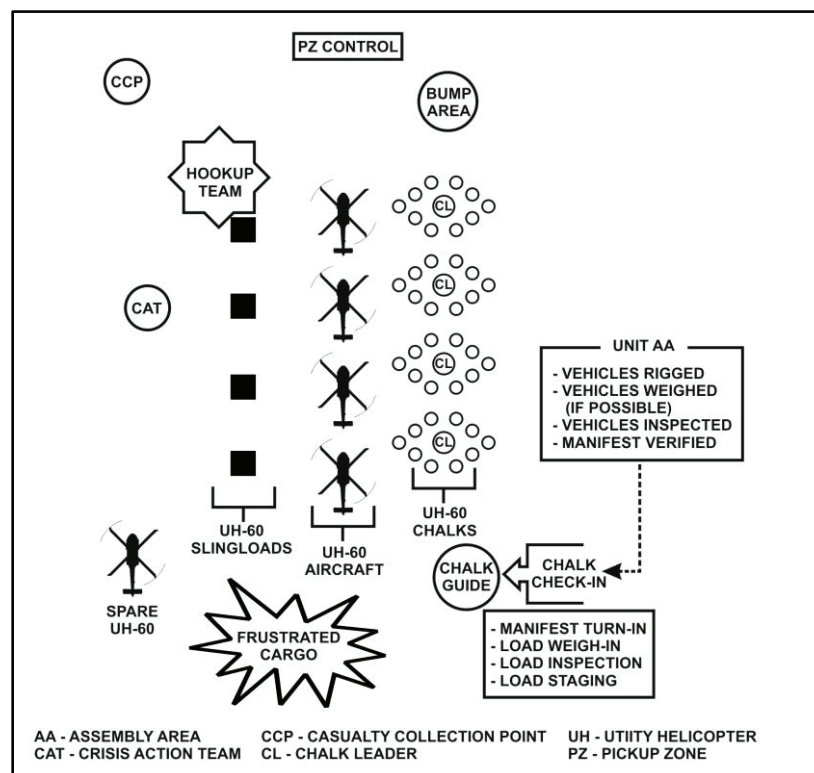 PZ CONTROL
CCP
BUMP
AREA
HOOKUP
TEAM
CL
CL
CAT
CL
CL
UNIT AA
- VEHICLES RIGGED
- VEHICLES WEIGHED
(IF POSSIBLE)
- VEHICLES INSPECTED
- MANIFEST VERIFIED
UH-60
SLINGLOADS
UH-60
AIRCRAFT
UH-60
CHALKS
SPARE
UH-60
FRUSTRATED
CARGO
CHALK
GUIDE
CHALK
CHECK-IN
- MANIFEST TURN-IN
- LOAD WEIGH-IN
- LOAD INSPECTION
- LOAD STAGING
AA - ASSEMBLY AREA
CCP - CASUALTY COLLECTION POINT
UH - UTIITY HELICOPTER
CAT - CRISIS ACTION TEAM
CL - CHALK LEADER
PZ - PICKUP ZONE